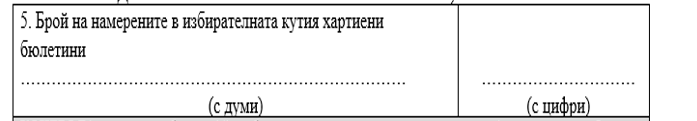 5. Брой на намерените в избирателната кутия хартиени
бюлетини
........................................................................... ..............................
(с думи) (с цифри)